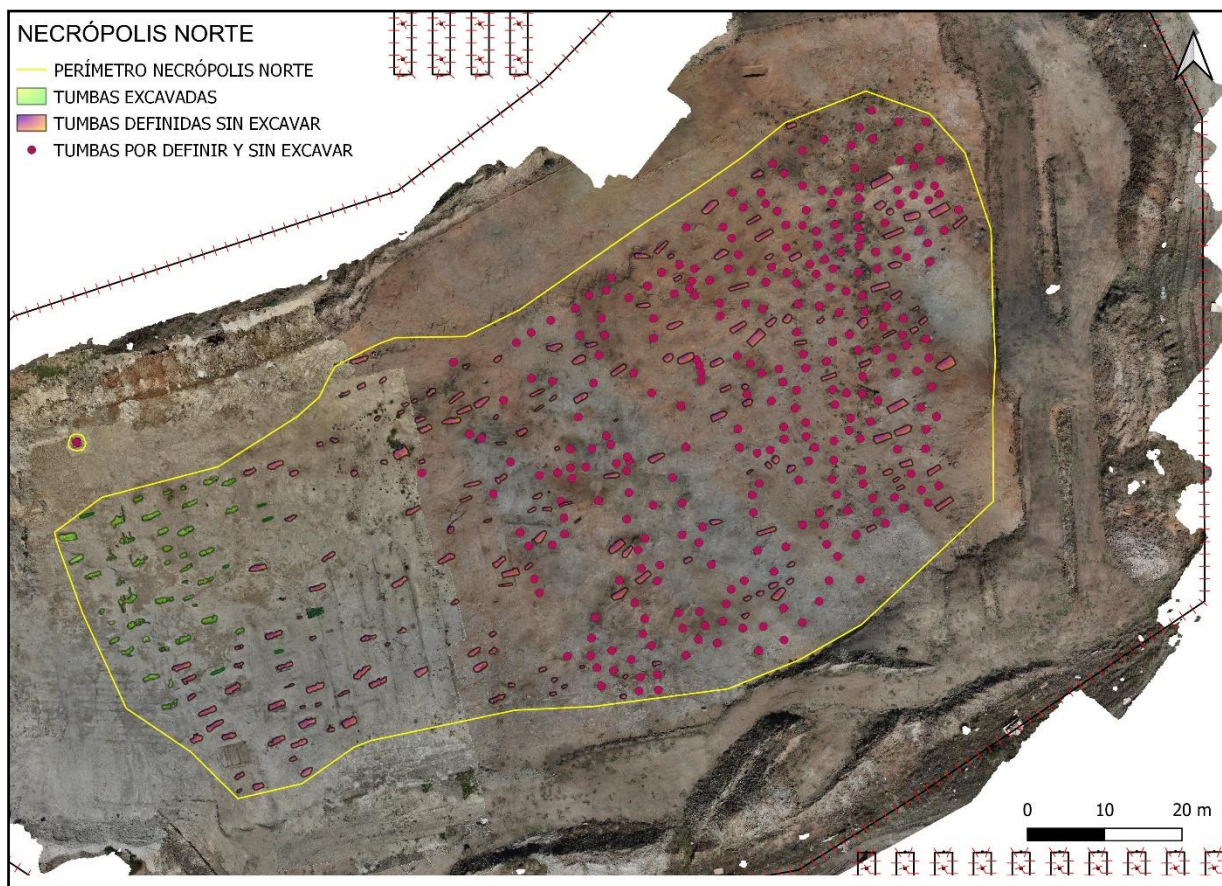 NECRÓPOLIS NORTE
PERÍMETRO NECRÓPOLIS NORTE
TUMBAS EXCAVADAS
TUMBAS DEFINIDAS SIN EXCAVAR
TUMBAS POR DEFINIR Y SIN EXCAVAR
0 10 20 m